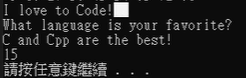 I love to Code!
What language is your favorite?
C and Cpp are the best!
15
請按任意鍵繼續 . . .